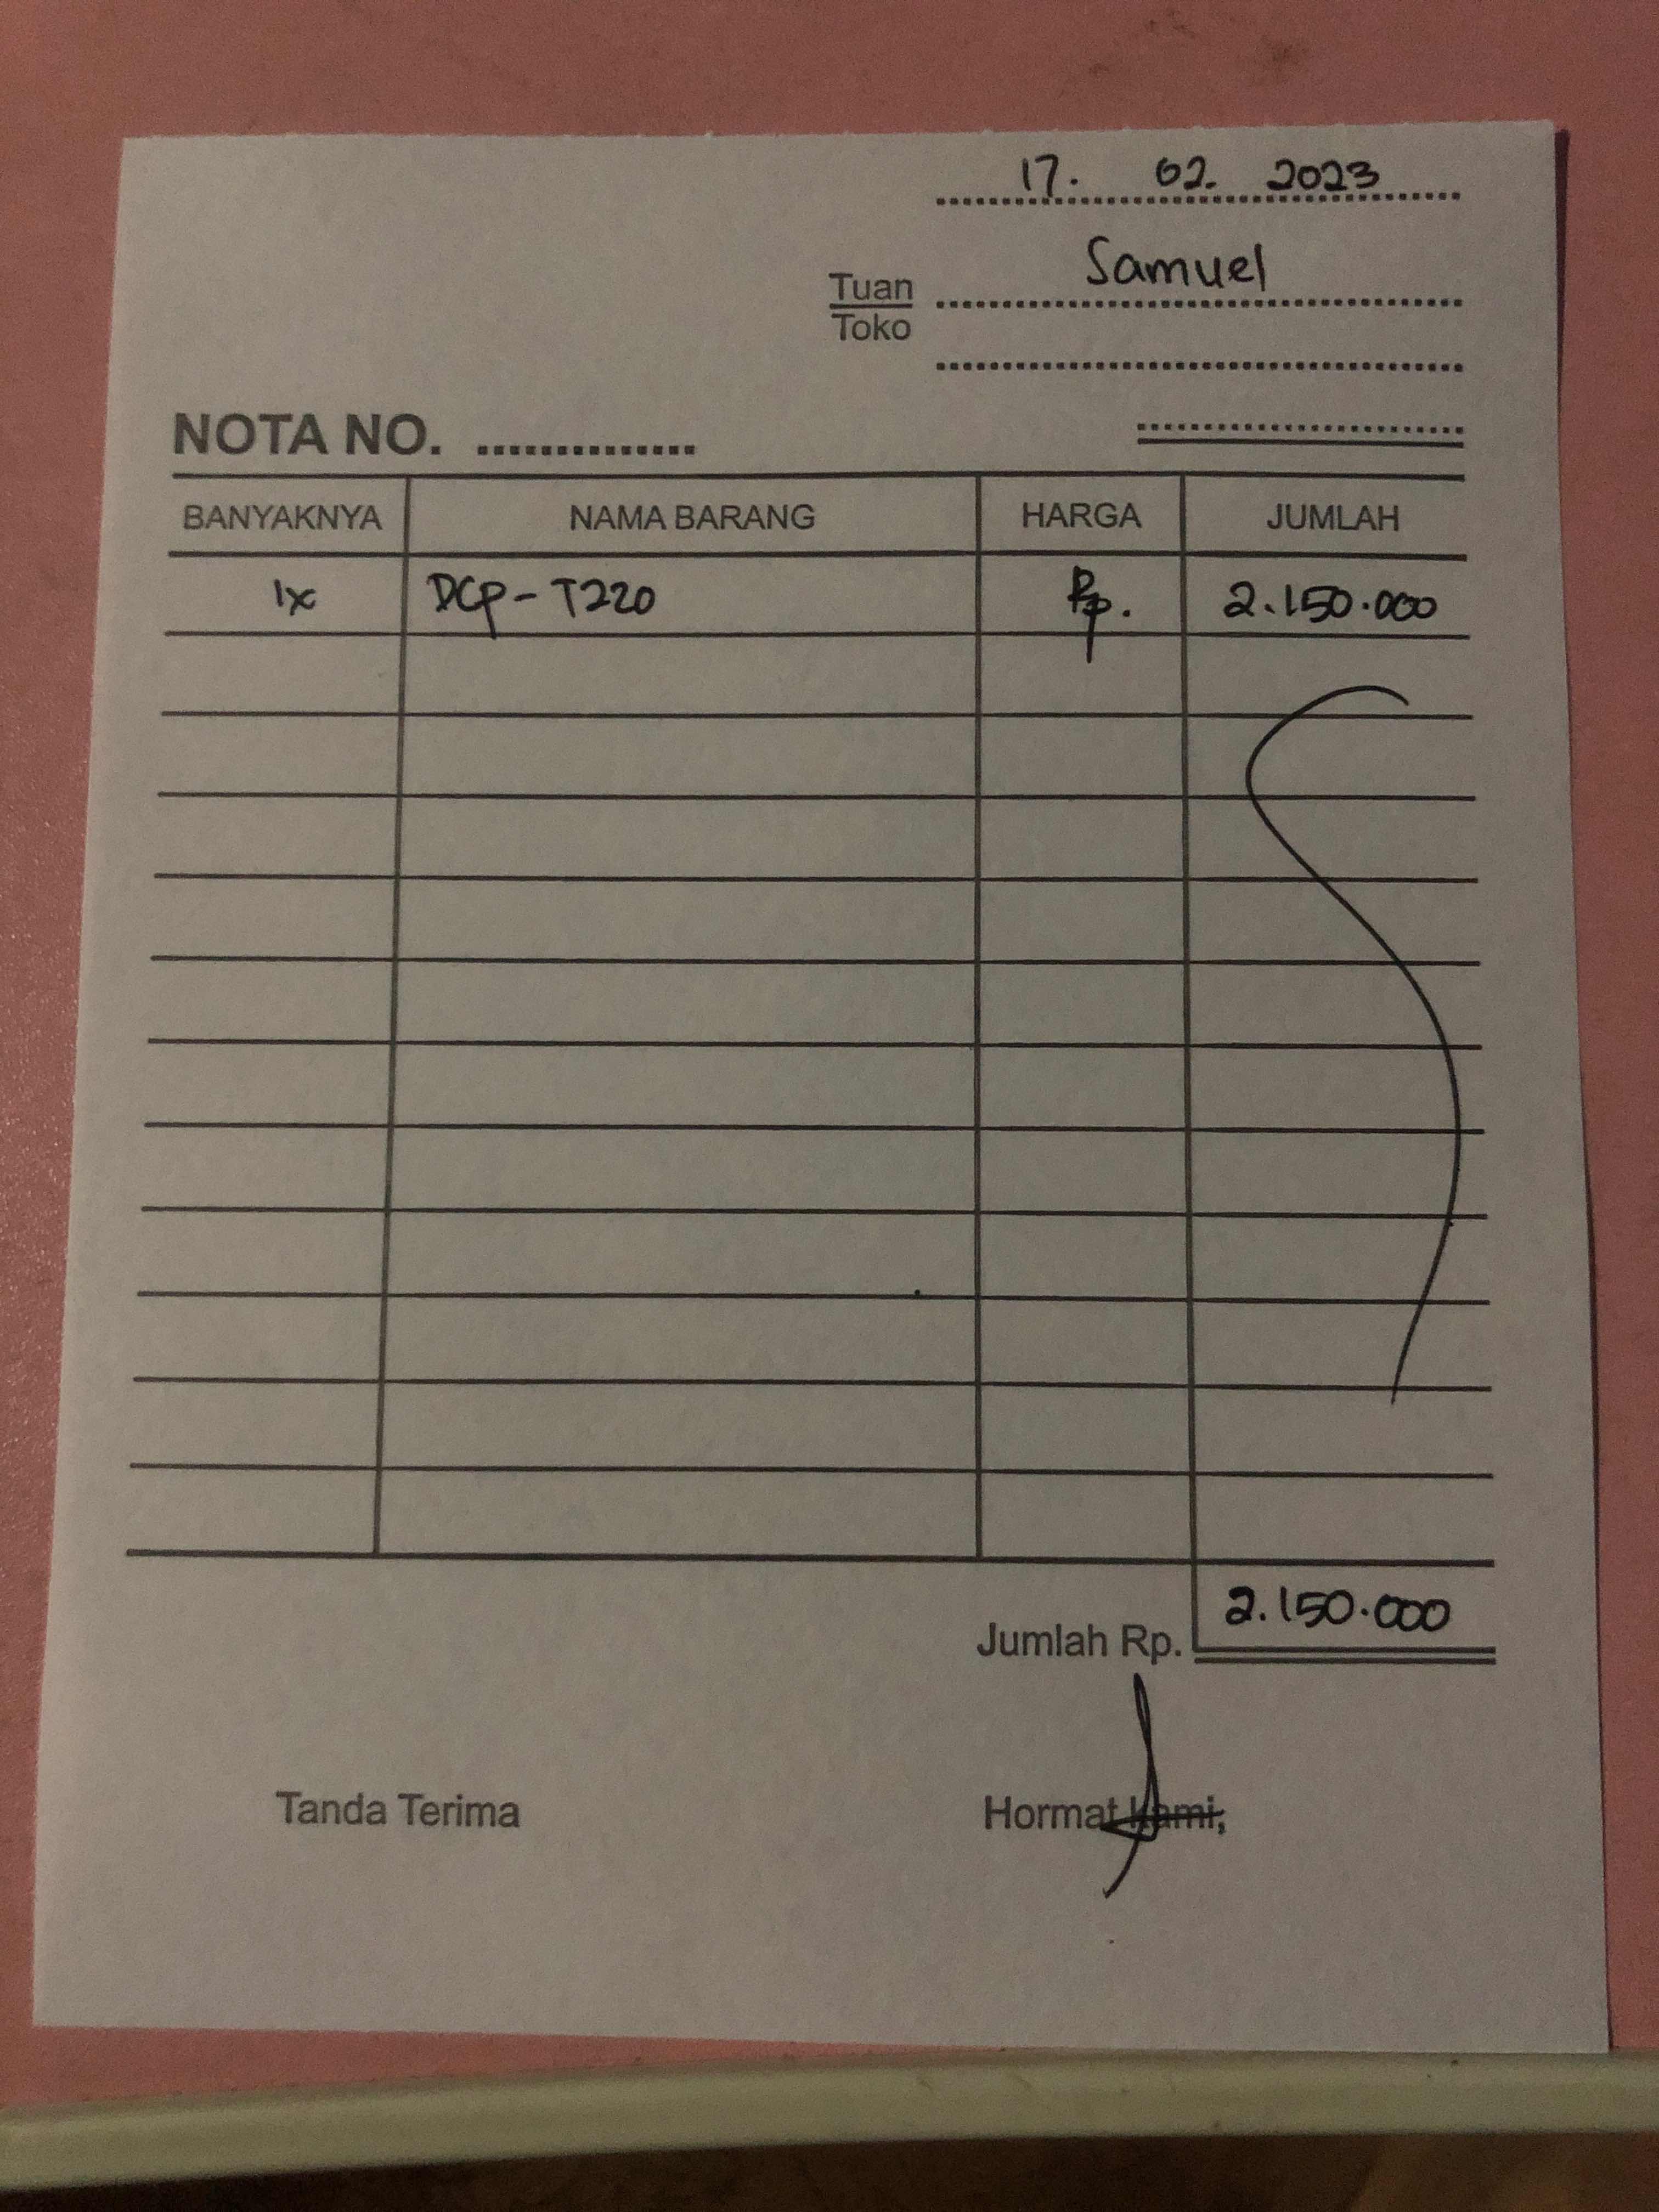 17. 02. 2023
Tuan Samuel
Toko
NOTA NO.
BANYAKNYA NAMA BARANG HARGA JUMLAH
1x DCP - T220 Rp. 2.150.000
Jumlah Rp. 2.150.000
Tanda Terima Hormat kami,